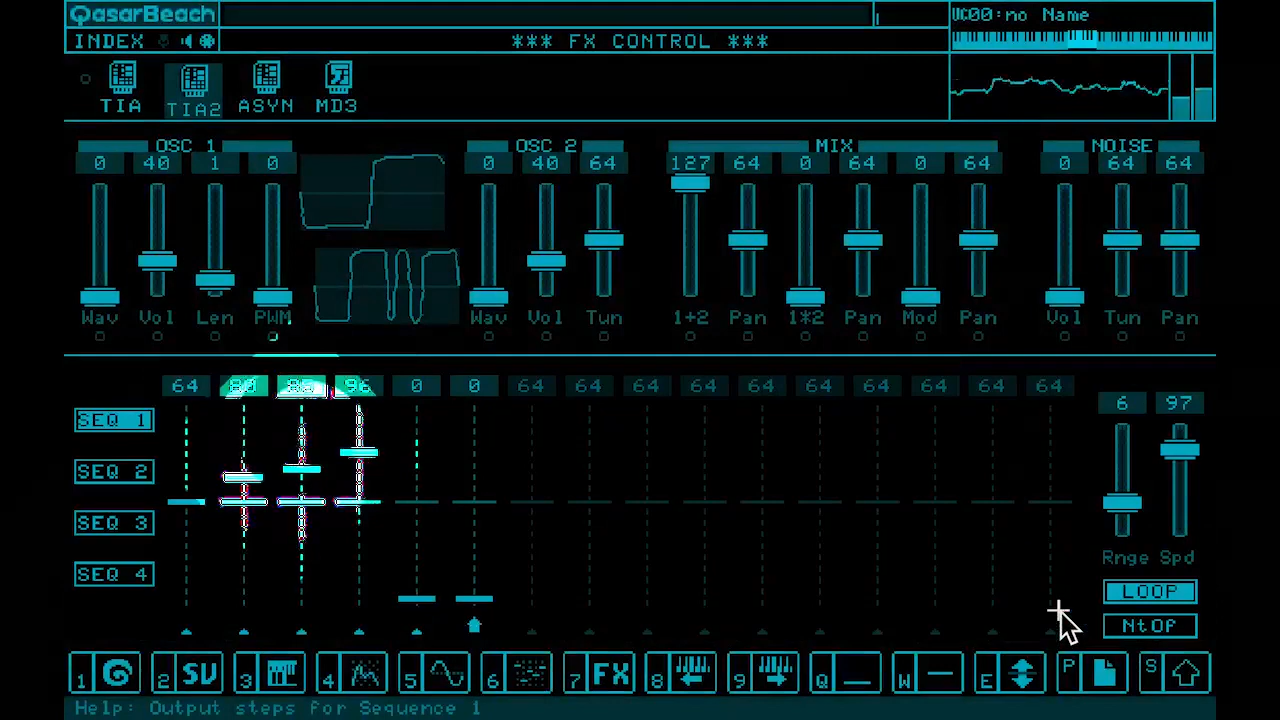 QasarBeach
UC00:no Name
INDEX
*** FX CONTROL ***
TIA TIA2 ASYN MD3
OSC 1 OSC 2 MIX NOISE
0 40 1 0 0 40 64 127 64 0 64 0 64 0 64 64
Wav Vol Len PWM Wav Vol Tun 1+2 Pan 1*2 Pan Mod Pan Vol Tun Pan
64 80 96 0 0 64 64 64 64 64 64 64 64 64 64
6 97
SEQ 1
SEQ 2
SEQ 3
SEQ 4
Rnge Spd
LOOP
NtOf
1 2 SV 3 4 5 6 7 FX 8 9 Q W E P S
Help: Output steps for Sequence 1